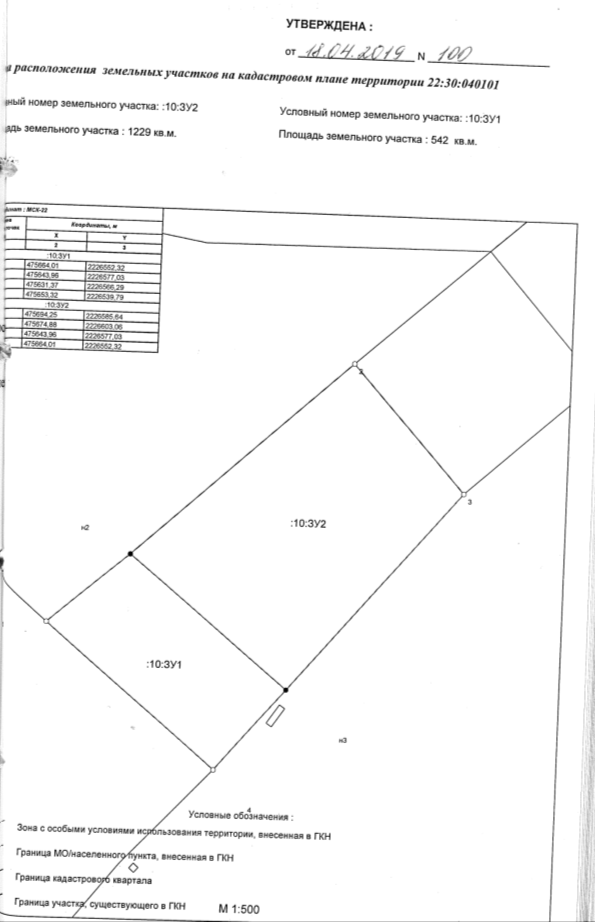 УТВЕРЖДЕНА :
от 18.04.2019 N 100
а расположения земельных участков на кадастровом плане территории 22:30:040101
ный номер земельного участка: :10:ЗУ2
Условный номер земельного участка: :10:ЗУ1
адь земельного участка : 1229 кв.м.
Площадь земельного участка : 542 кв.м.
динат : МСК-22
Координаты, м
X Y
2 3
:10:ЗУ1
475664,01 2226552,32
475643,96 2226577,03
475631,37 2226566,29
475653,32 2226539,79
:10:ЗУ2
475694,25 2226585,64
475674,88 2226603,06
475643,96 2226577,03
475664,01 2226552,32
2
3
:10:ЗУ2
н2
:10:ЗУ1
н3
4
Условные обозначения :
Зона с особыми условиями использования территории, внесенная в ГКН
Граница МО/населенного пункта, внесенная в ГКН
Граница кадастрового квартала
Граница участка, существующего в ГКН
М 1:500